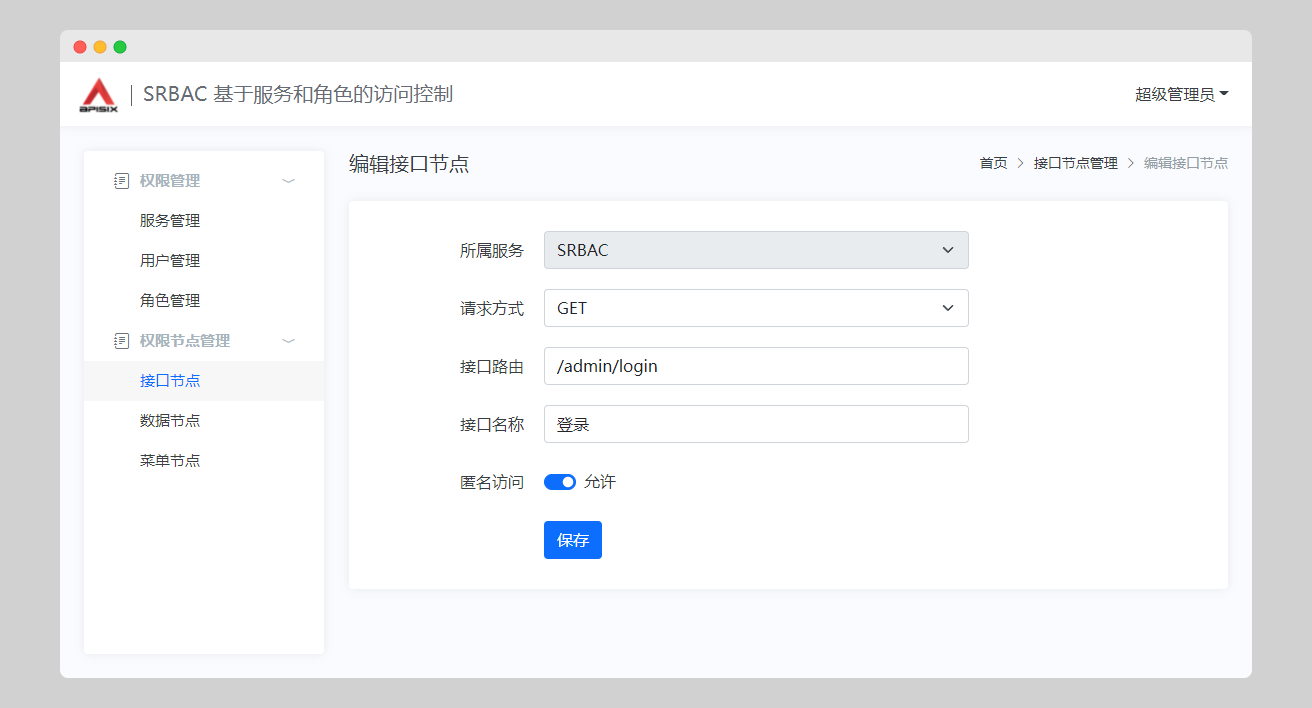 APISIX
SRBAC 基于服务和角色的访问控制
超级管理员
权限管理
服务管理
用户管理
角色管理
权限节点管理
接口节点
数据节点
菜单节点
编辑接口节点
首页 > 接口节点管理 > 编辑接口节点
所属服务 SRBAC
请求方式 GET
接口路由 /admin/login
接口名称 登录
匿名访问 允许
保存